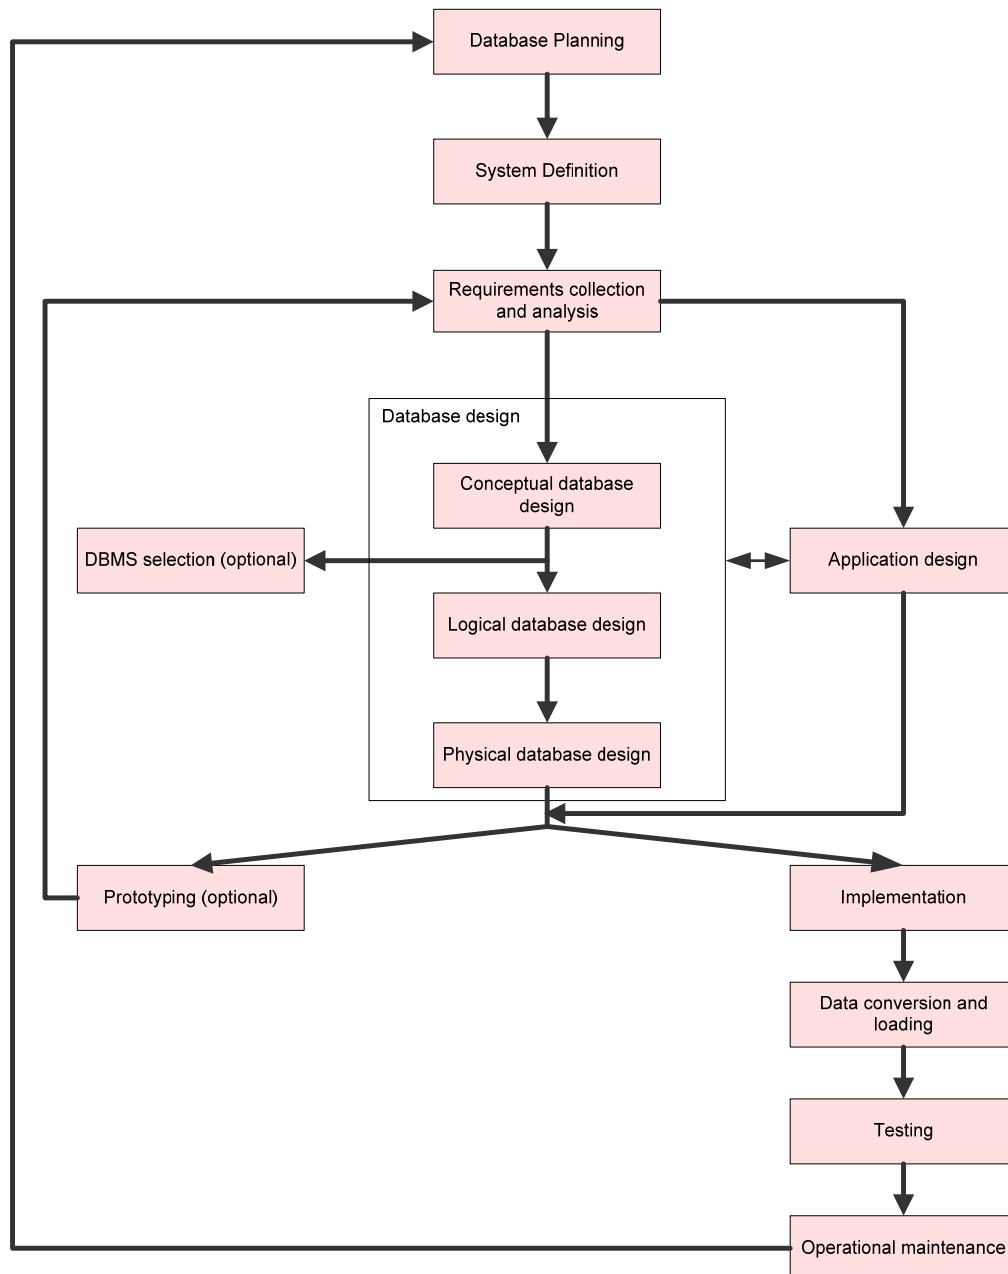 Database Planning
System Definition
Requirements collection
and analysis
Database design
Conceptual database
design
DBMS selection (optional)
Application design
Logical database design
Physical database design
Prototyping (optional)
Implementation
Data conversion and
loading
Testing
Operational maintenance